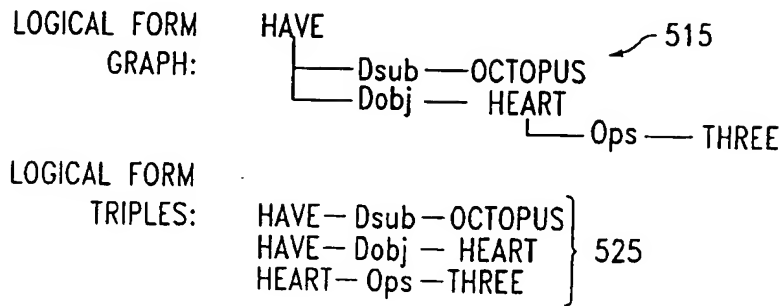 LOGICAL FORM HAVE
GRAPH: 515
Dsub OCTOPUS
Dobj HEART
Ops THREE
LOGICAL FORM
TRIPLES: HAVE—Dsub—OCTOPUS
HAVE—Dobj—HEART 525
HEART—Ops—THREE